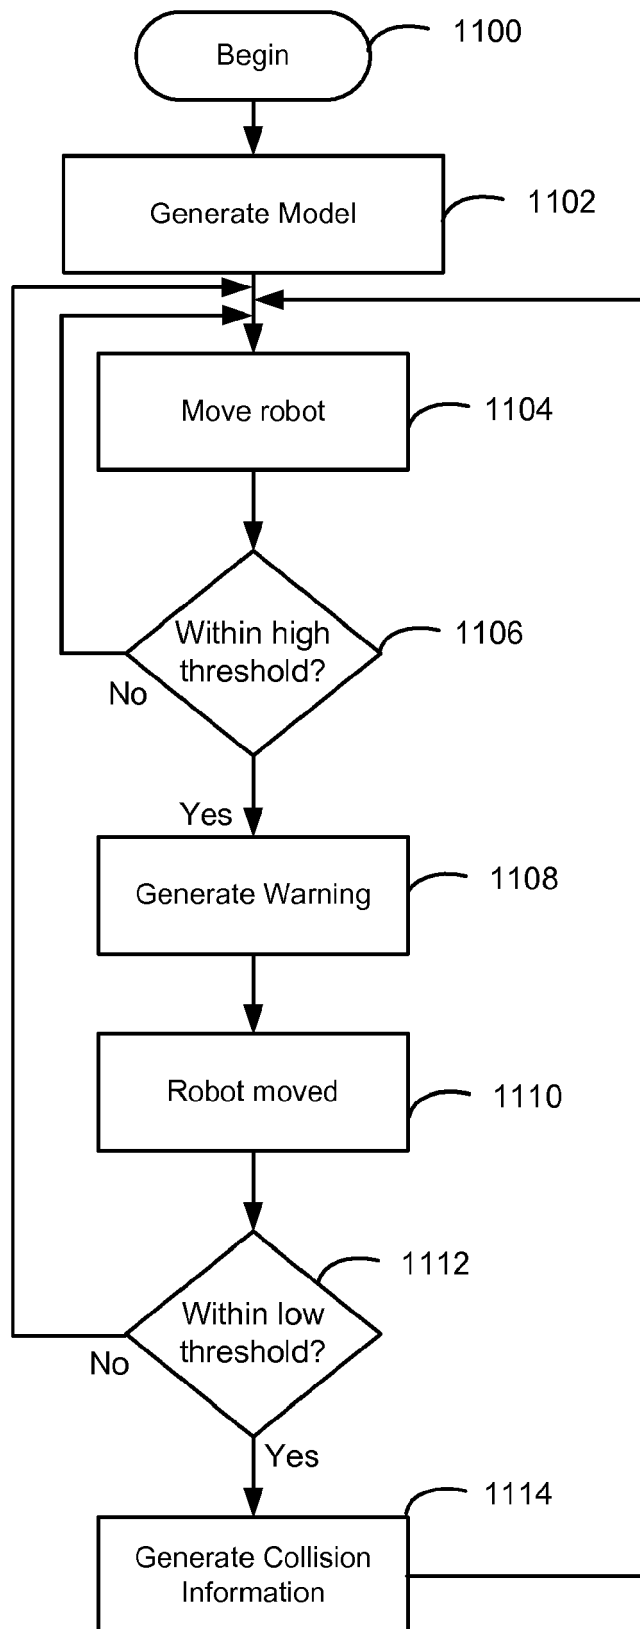 Begin
1100
Generate Model
1102
Move robot
1104
Within high
threshold?
1106
No
Yes
Generate Warning
1108
Robot moved
1110
Within low
threshold?
1112
No
Yes
Generate Collision
Information
1114